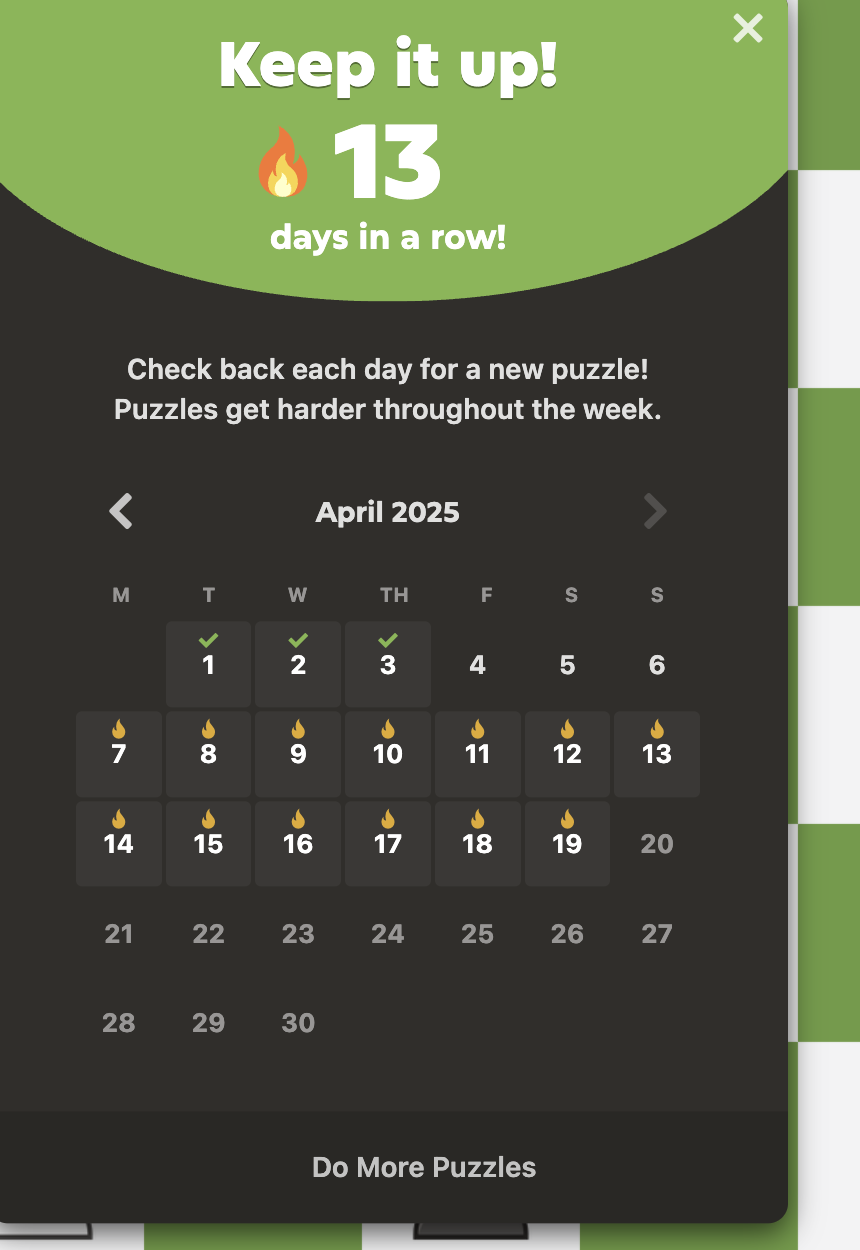 Keep it up!
13
days in a row!
Check back each day for a new puzzle!
Puzzles get harder throughout the week.
April 2025
M T W TH F S S
1 2 3 4 5 6
7 8 9 10 11 12 13
14 15 16 17 18 19 20
21 22 23 24 25 26 27
28 29 30
Do More Puzzles